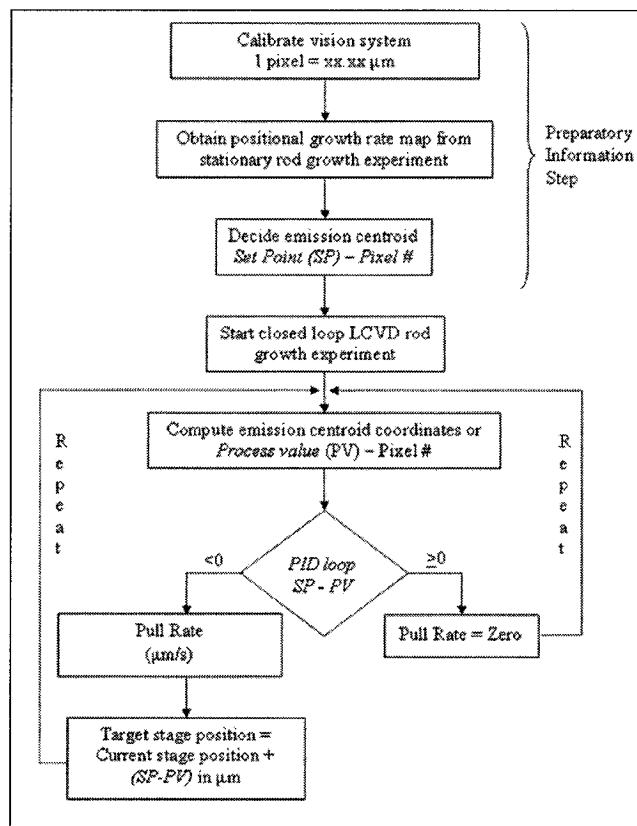 Calibrate vision system
1 pixel = xx.xx μm
Obtain positional growth rate map from
stationary rod growth experiment
Preparatory
Information
Step
Decide emission centroid
Set Point (SP) – Pixel #
Start closed loop LCVD rod
growth experiment
Compute emission centroid coordinates or
Process value (PV) – Pixel #
Repeat
Repeat
<0
PID loop
SP - PV
≥0
Pull Rate
(μm/s)
Pull Rate = Zero
Target stage position =
Current stage position +
(SP-PV) in μm